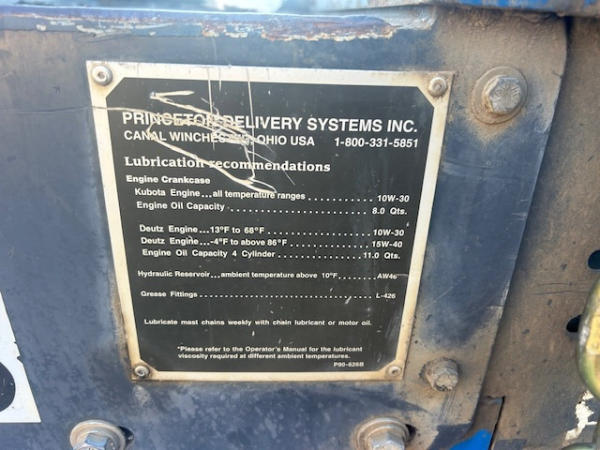 PRINCETON DELIVERY SYSTEMS INC.
CANAL WINCHESTER, OHIO USA 1-800-331-5851
Lubrication recommendations
Engine Crankcase
Kubota Engine...all temperature ranges ............ 10W-30
Engine Oil Capacity ............ 8.0 Qts.
Deutz Engine...13°F to 68°F ............ 10W-30
Deutz Engine...-4°F to above 86°F ............ 15W-40
Engine Oil Capacity 4 Cylinder ............ 11.0 Qts.
Hydraulic Reservoir...ambient temperature above 10°F ............ AW46
Grease Fittings ............ L-426
Lubricate mast chains weekly with chain lubricant or motor oil.
*Please refer to the Operator's Manual for the lubricant
viscosity required at different ambient temperatures.
P90-626B